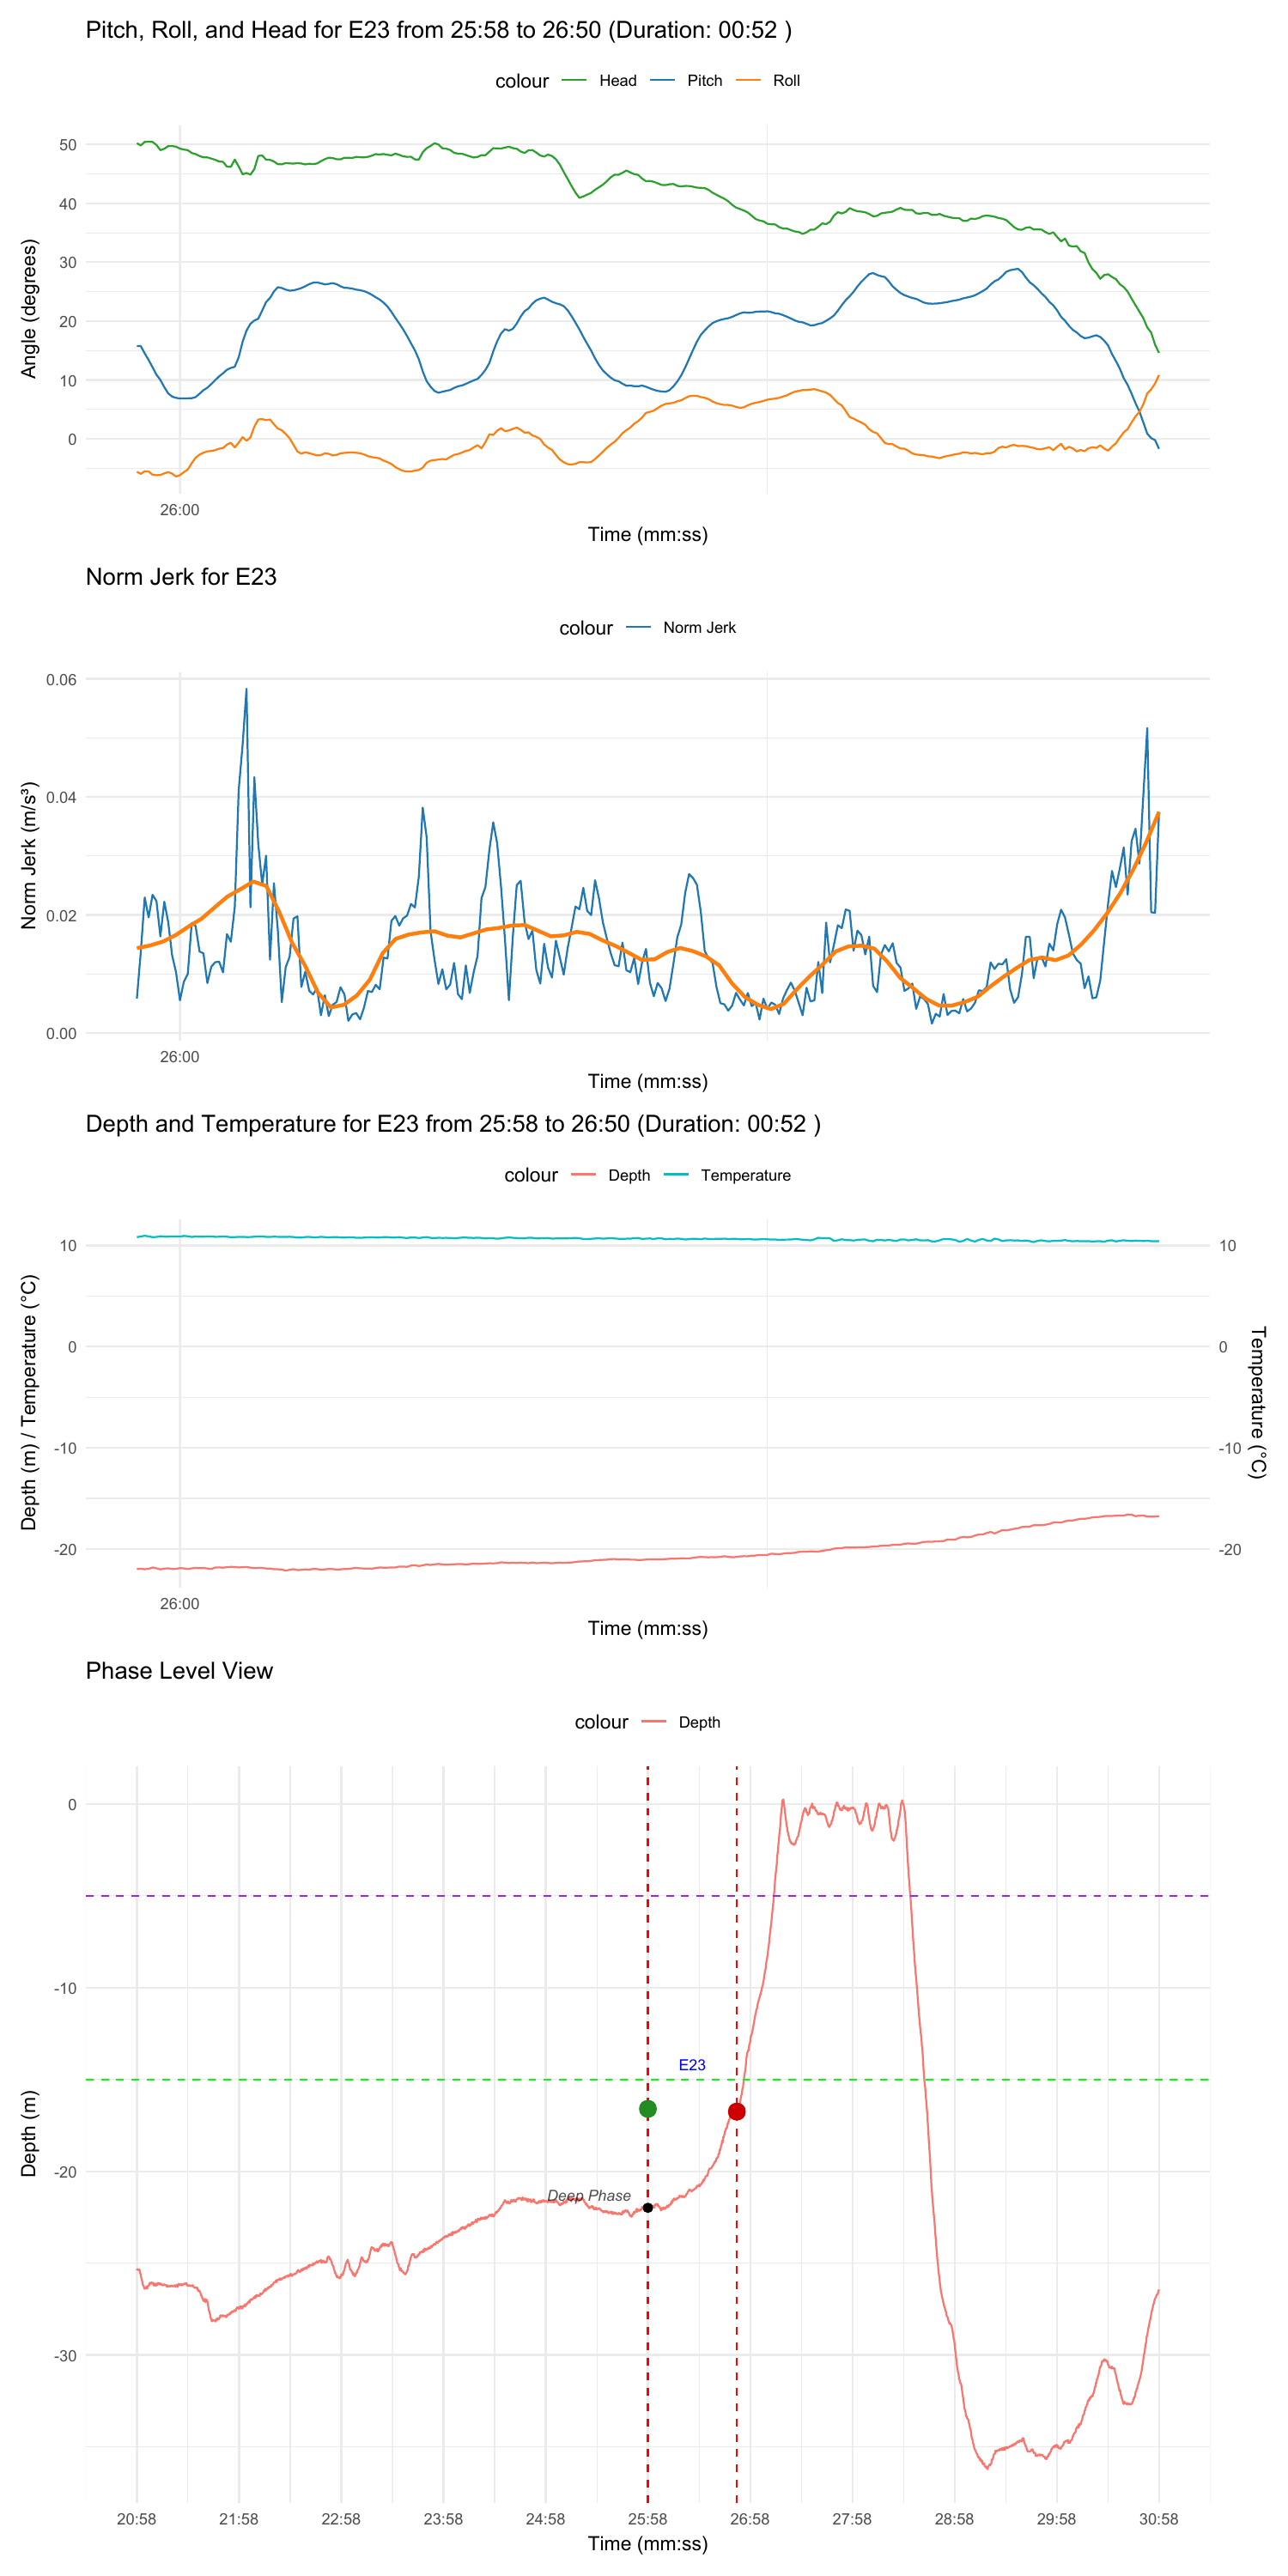 Pitch, Roll, and Head for E23 from 25:58 to 26:50 (Duration: 00:52 )
colour Head Pitch Roll
Angle (degrees)
50
40
30
20
10
0
26:00
Time (mm:ss)
Norm Jerk for E23
colour Norm Jerk
Norm Jerk (m/s³)
0.06
0.04
0.02
0.00
26:00
Time (mm:ss)
Depth and Temperature for E23 from 25:58 to 26:50 (Duration: 00:52 )
colour Depth Temperature
Depth (m) / Temperature (°C)
10
0
-10
-20
10
0
-10
-20
Temperature (°C)
26:00
Time (mm:ss)
Phase Level View
colour Depth
Depth (m)
0
-10
-20
-30
E23
Deep Phase
20:58 21:58 22:58 23:58 24:58 25:58 26:58 27:58 28:58 29:58 30:58
Time (mm:ss)